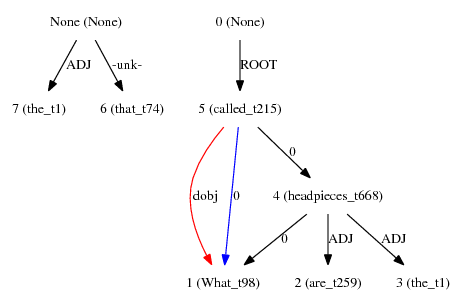 None (None) 0 (None)
ADJ -unk- ROOT
7 (the_t1) 6 (that_t74) 5 (called_t215)
0
dobj 0 4 (headpieces_t668)
0 ADJ ADJ
1 (What_t98) 2 (are_t259) 3 (the_t1)